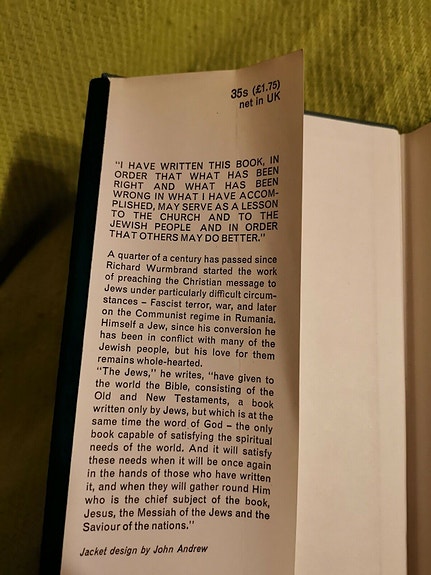 35s (£1.75)
net in UK
"I HAVE WRITTEN THIS BOOK, IN
ORDER THAT WHAT HAS BEEN
RIGHT AND WHAT HAS BEEN
WRONG IN WHAT I HAVE ACCOM-
PLISHED, MAY SERVE AS A LESSON
TO THE CHURCH AND TO THE
JEWISH PEOPLE AND IN ORDER
THAT OTHERS MAY DO BETTER."
A quarter of a century has passed since
Richard Wurmbrand started the work
of preaching the Christian message to
Jews under particularly difficult circum-
stances – Fascist terror, war, and later
on the Communist regime in Rumania.
Himself a Jew, since his conversion he
has been in conflict with many of the
Jewish people, but his love for them
remains whole-hearted.
"The Jews," he writes, "have given to
the world the Bible, consisting of the
Old and New Testaments, a book
written only by Jews, but which is at the
same time the word of God – the only
book capable of satisfying the spiritual
needs of the world. And it will satisfy
these needs when it will be once again
in the hands of those who have written
it, and when they will gather round Him
who is the chief subject of the book,
Jesus, the Messiah of the Jews and the
Saviour of the nations."
Jacket design by John Andrew